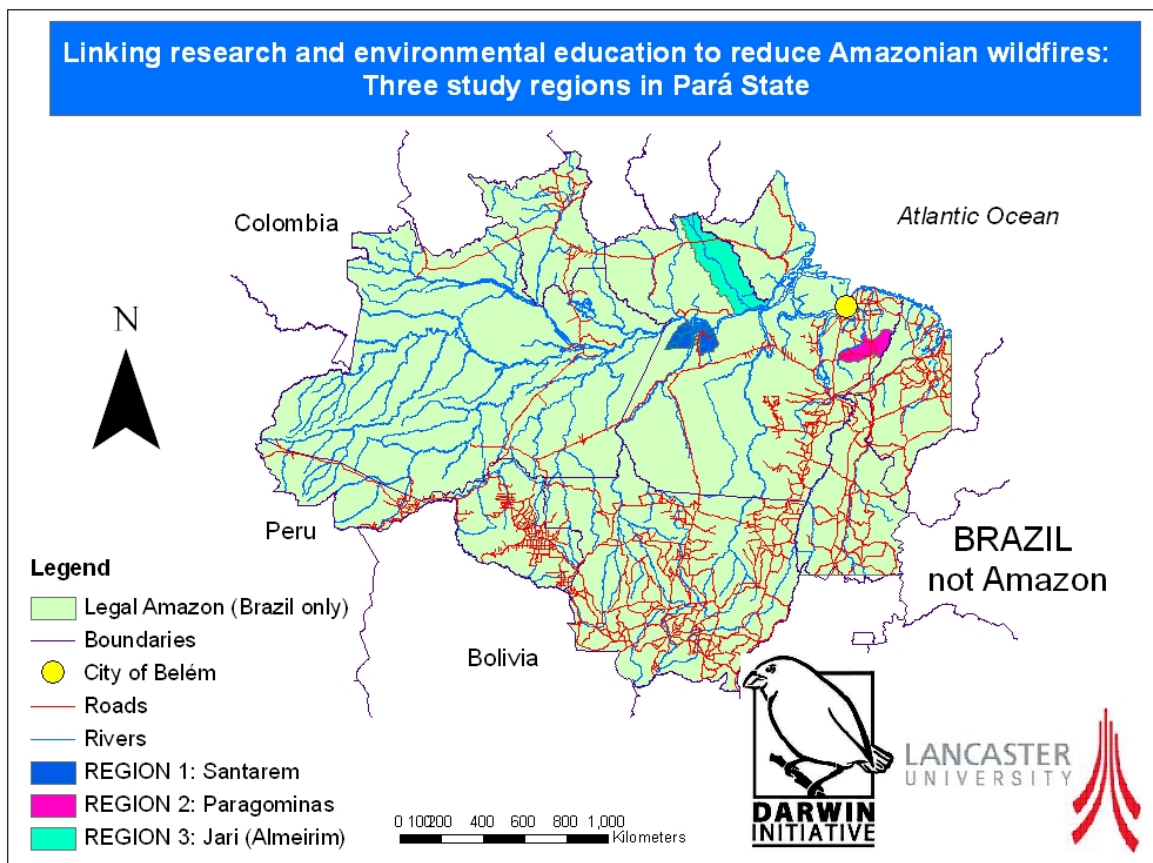 Linking research and environmental education to reduce Amazonian wildfires:
Three study regions in Pará State
Colombia
Atlantic Ocean
N
Peru
BRAZIL
not Amazon
Bolivia
Legend
Legal Amazon (Brazil only)
Boundaries
City of Belém
Roads
Rivers
REGION 1: Santarem
REGION 2: Paragominas
REGION 3: Jari (Almeirim)
0 100200 400 600 800 1,000
Kilometers
DARWIN
INITIATIVE
LANCASTER
UNIVERSITY